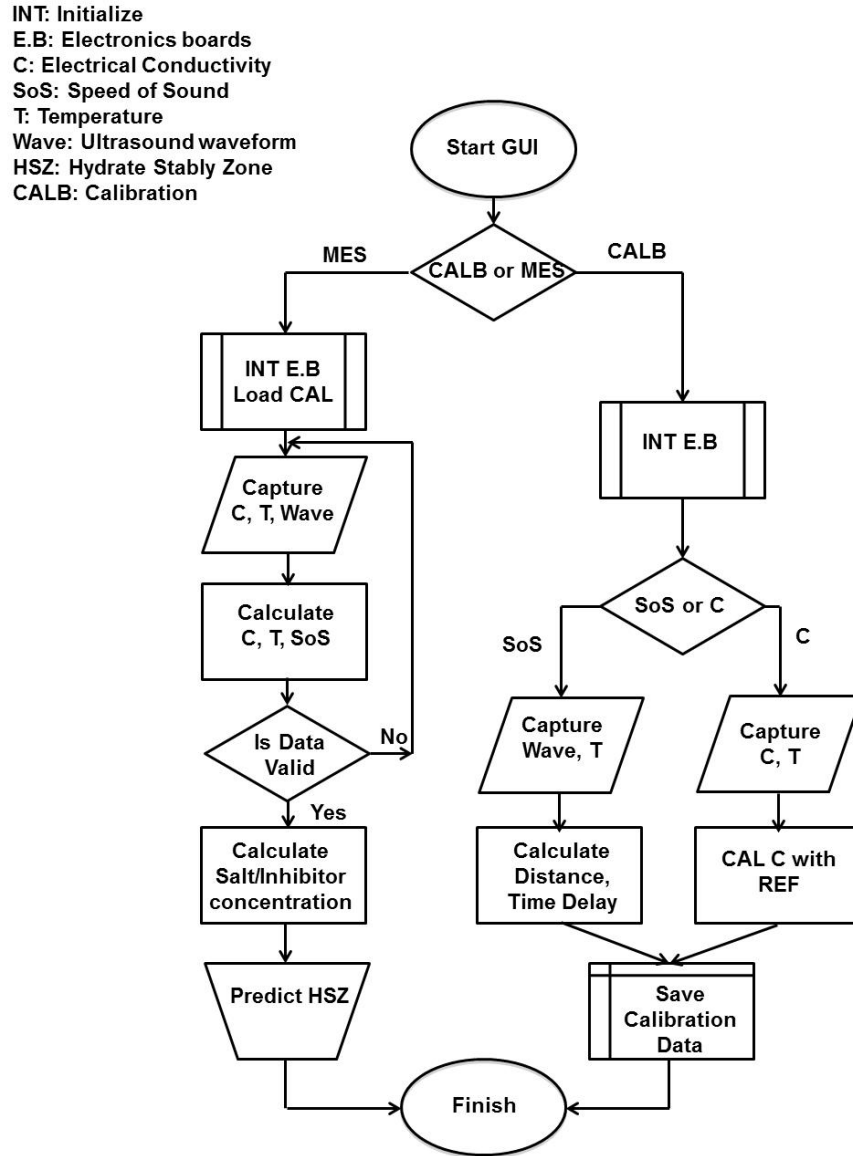 INT: Initialize
E.B: Electronics boards
C: Electrical Conductivity
SoS: Speed of Sound
T: Temperature
Wave: Ultrasound waveform
HSZ: Hydrate Stably Zone
CALB: Calibration
Start GUI
CALB or MES
MES
CALB
INT E.B
Load CAL
Capture
C, T, Wave
Calculate
C, T, SoS
Is Data
Valid
No
Yes
Calculate
Salt/Inhibitor
concentration
Predict HSZ
INT E.B
SoS or C
SoS
C
Capture
Wave, T
Capture
C, T
Calculate
Distance,
Time Delay
CAL C with
REF
Save
Calibration
Data
Finish